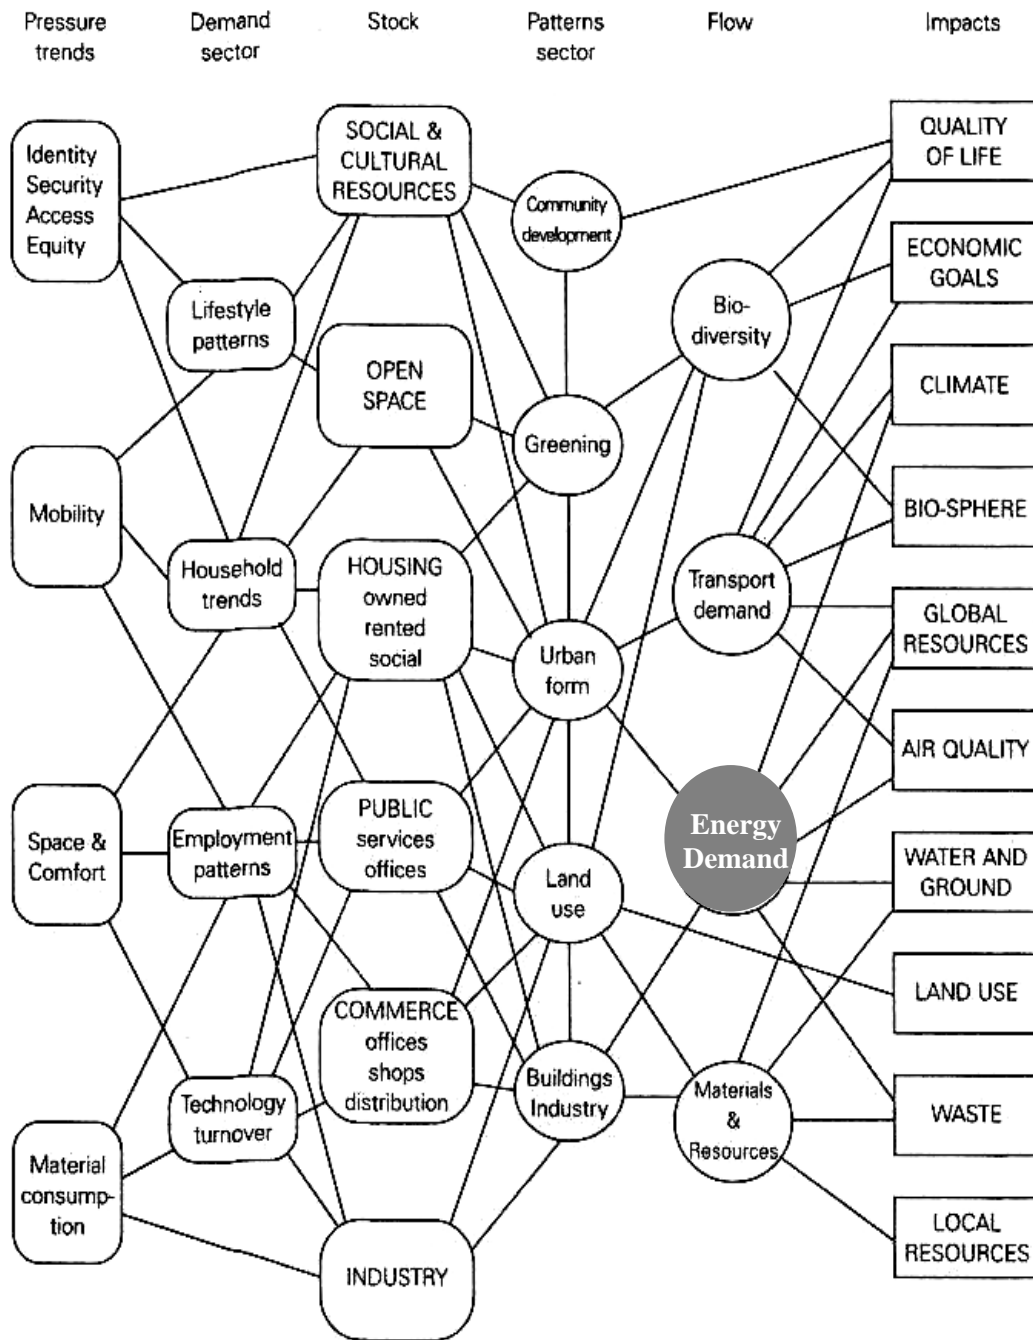 Pressure
trends
Demand
sector
Stock
Patterns
sector
Flow
Impacts
Identity
Security
Access
Equity
Mobility
Space &
Comfort
Material
consump-
tion
Lifestyle
patterns
Household
trends
Employment
patterns
Technology
turnover
SOCIAL &
CULTURAL
RESOURCES
OPEN
SPACE
HOUSING
owned
rented
social
PUBLIC
services
offices
COMMERCE
offices
shops
distribution
INDUSTRY
Community
development
Greening
Urban
form
Land
use
Buildings
Industry
Bio-
diversity
Transport
demand
Energy
Demand
Materials
&
Resources
QUALITY
OF LIFE
ECONOMIC
GOALS
CLIMATE
BIO-SPHERE
GLOBAL
RESOURCES
AIR QUALITY
WATER AND
GROUND
LAND USE
WASTE
LOCAL
RESOURCES